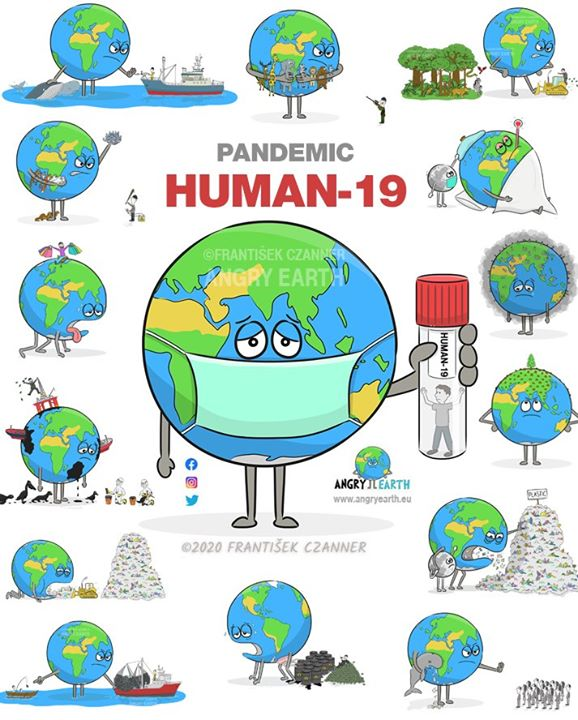 PANDEMIC
HUMAN-19
©FRANTIŠEK CZANNER
ANGRY EARTH
HUMAN-19
ANGRY EARTH
www.angryearth.eu
PLASTIC
©2020 FRANTIŠEK CZANNER